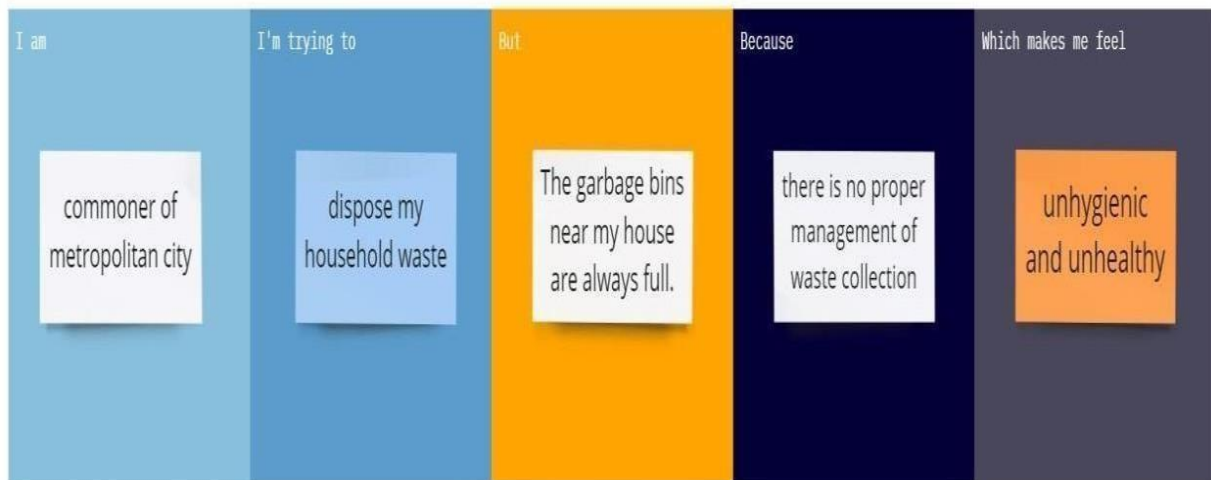 I am
commoner of
metropolitan city
I'm trying to
dispose my
household waste
But
The garbage bins
near my house
are always full.
Because
there is no proper
management of
waste collection
Which makes me feel
unhygienic
and unhealthy